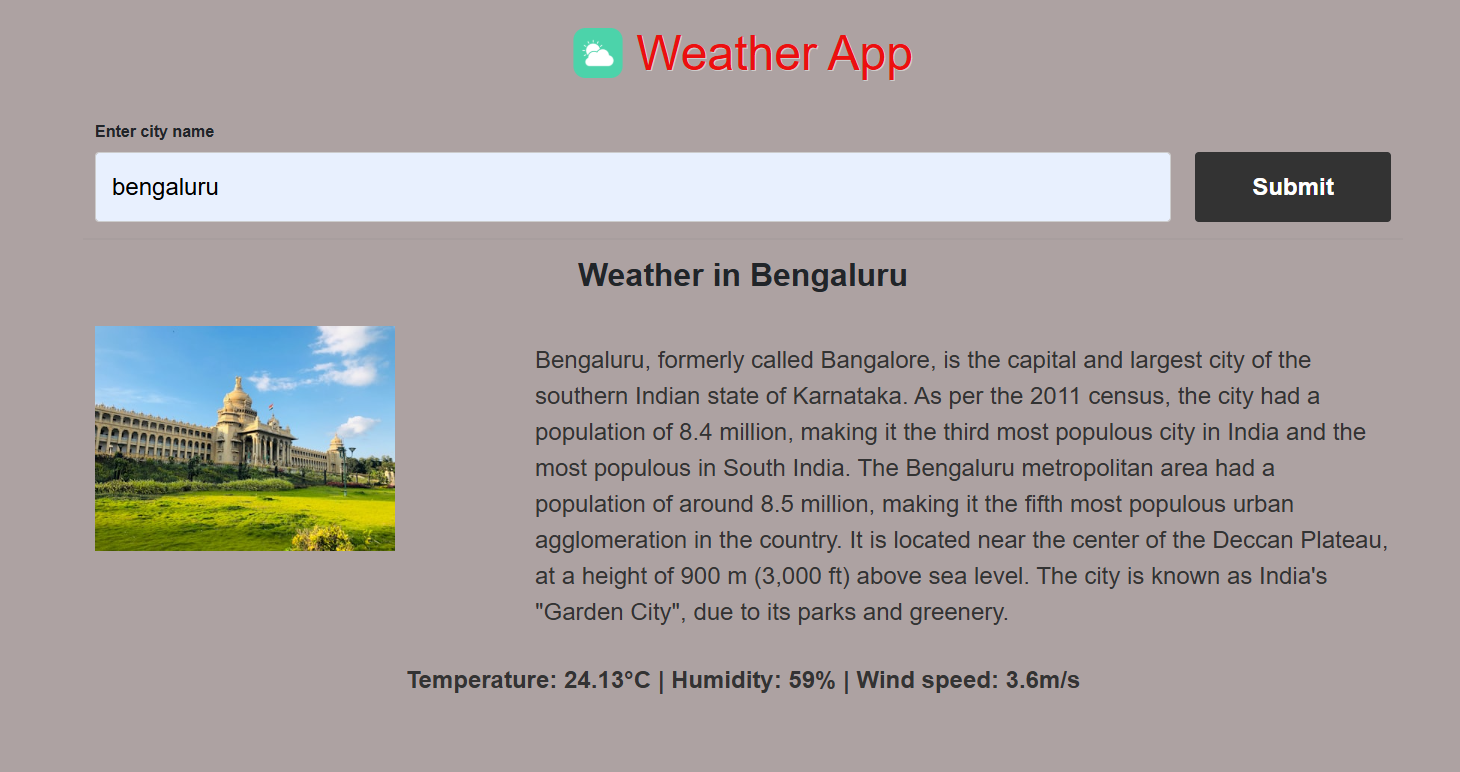 Weather App
Enter city name
bengaluru
Submit
Weather in Bengaluru
Bengaluru, formerly called Bangalore, is the capital and largest city of the
southern Indian state of Karnataka. As per the 2011 census, the city had a
population of 8.4 million, making it the third most populous city in India and the
most populous in South India. The Bengaluru metropolitan area had a
population of around 8.5 million, making it the fifth most populous urban
agglomeration in the country. It is located near the center of the Deccan Plateau,
at a height of 900 m (3,000 ft) above sea level. The city is known as India's
"Garden City", due to its parks and greenery.
Temperature: 24.13°C | Humidity: 59% | Wind speed: 3.6m/s